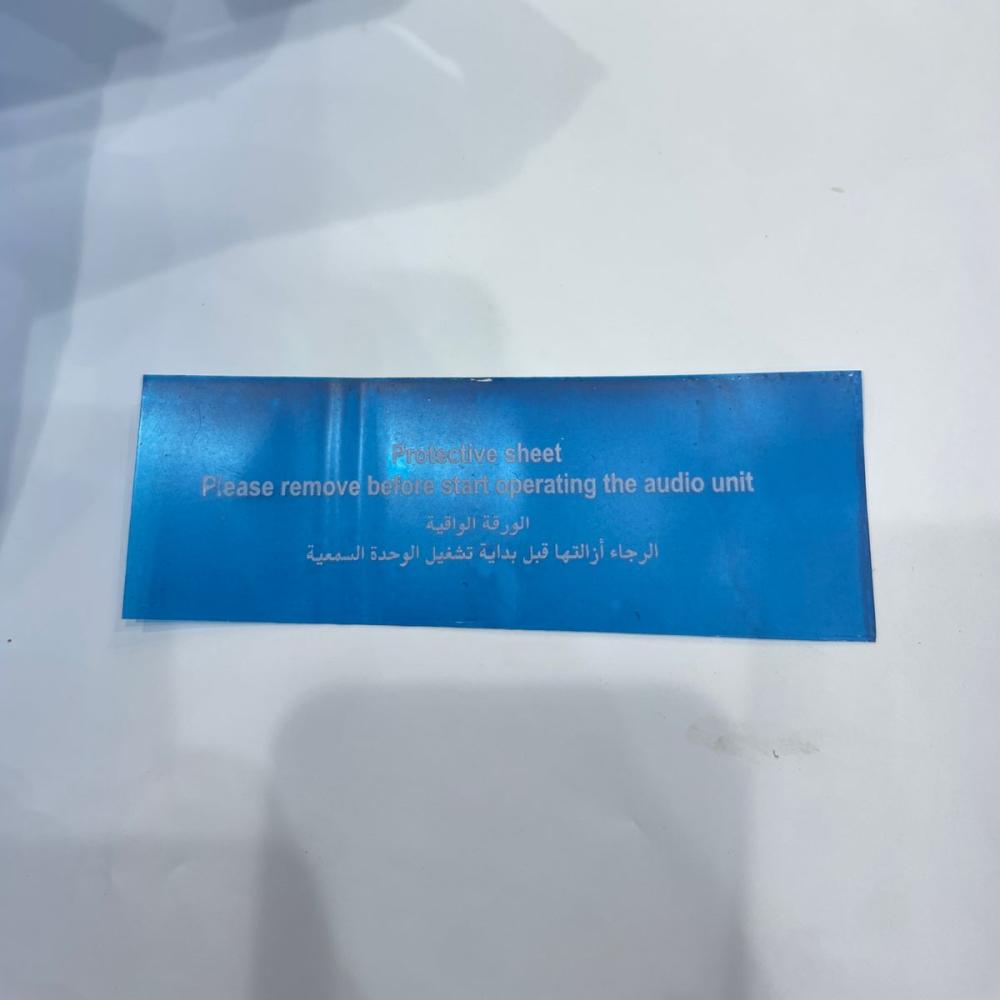 Protective sheet
Please remove before start operating the audio unit
الورقة الواقية
الرجاء أزالتها قبل بداية تشغيل الوحدة السمعية